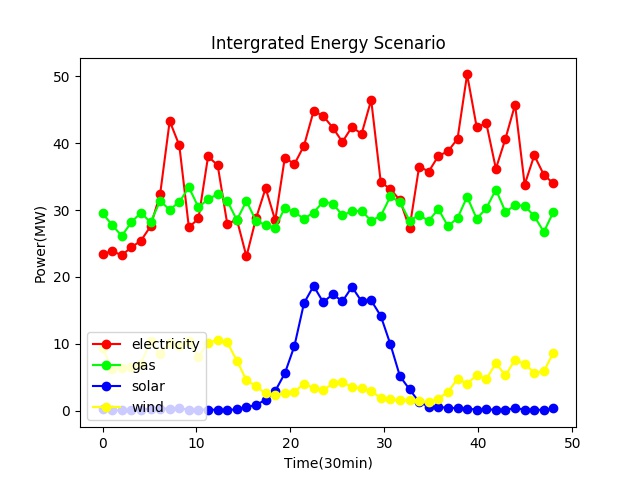 Intergrated Energy Scenario
Power(MW)
50
40
30
20
10
0
electricity
gas
solar
wind
0 10 20 30 40 50
Time(30min)